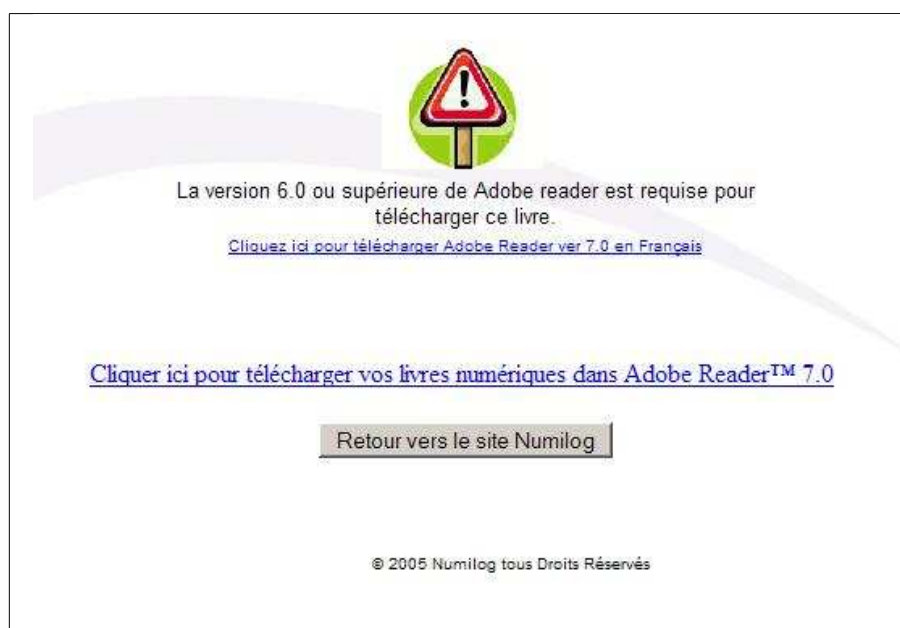 !
La version 6.0 ou supérieure de Adobe reader est requise pour
télécharger ce livre.
Cliquez ici pour télécharger Adobe Reader ver 7.0 en Français
Cliquer ici pour télécharger vos livres numériques dans Adobe Reader™ 7.0
Retour vers le site Numilog
© 2005 Numilog tous Droits Réservés